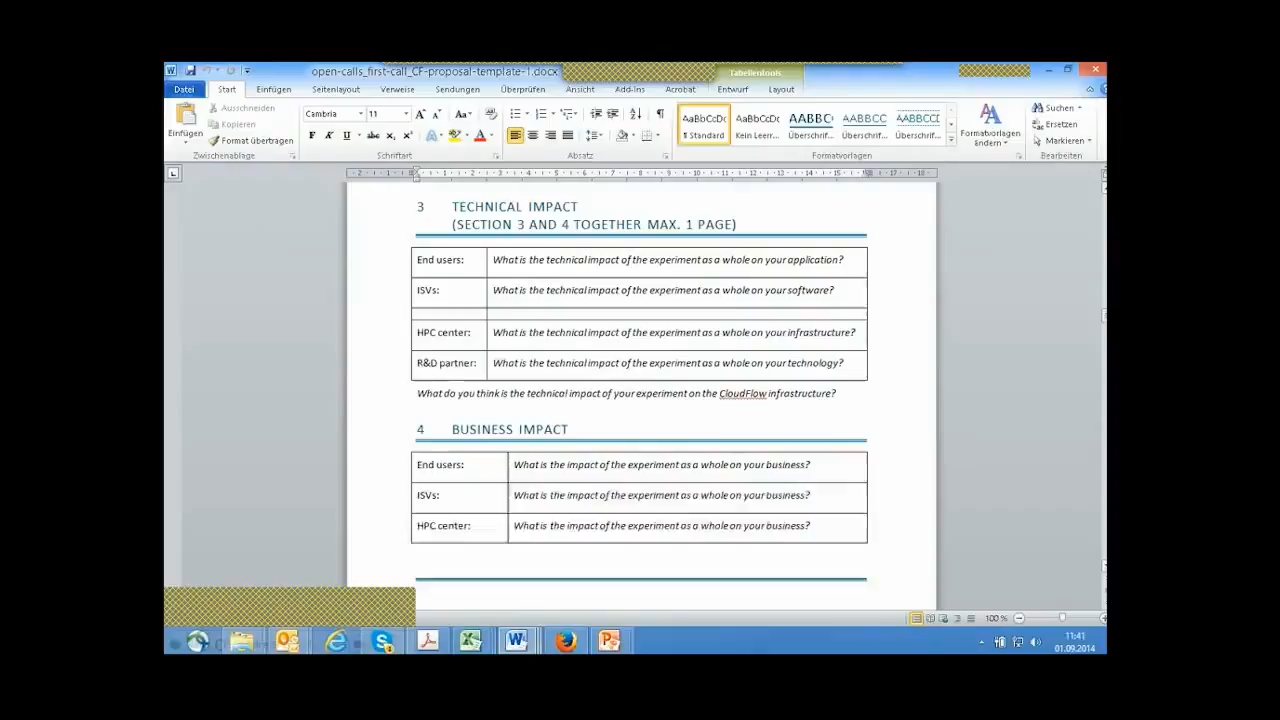 open-calls_first-call_CF-proposal-template-1.docx
Tabellentools
Datei Start Einfügen Seitenlayout Verweise Sendungen Überprüfen Ansicht Add-Ins Acrobat Entwurf Layout
Ausschneiden
Kopieren
Format übertragen
Einfügen
Zwischenablage
Cambria 11
Schriftart
Absatz
AaBbCcDc AaBbCcDc AABBC AABBCC AABBCC
¶ Standard Kein Leerr... Überschrif... Überschrif... Überschrif...
Formatvorlagen
Formatvorlagen ändern
Suchen
Ersetzen
Markieren
Bearbeiten
3 TECHNICAL IMPACT
(SECTION 3 AND 4 TOGETHER MAX. 1 PAGE)
End users: What is the technical impact of the experiment as a whole on your application?
ISVs: What is the technical impact of the experiment as a whole on your software?
HPC center: What is the technical impact of the experiment as a whole on your infrastructure?
R&D partner: What is the technical impact of the experiment as a whole on your technology?
What do you think is the technical impact of your experiment on the CloudFlow infrastructure?
4 BUSINESS IMPACT
End users: What is the impact of the experiment as a whole on your business?
ISVs: What is the impact of the experiment as a whole on your business?
HPC center: What is the impact of the experiment as a whole on your business?
100 %
11:41
01.09.2014